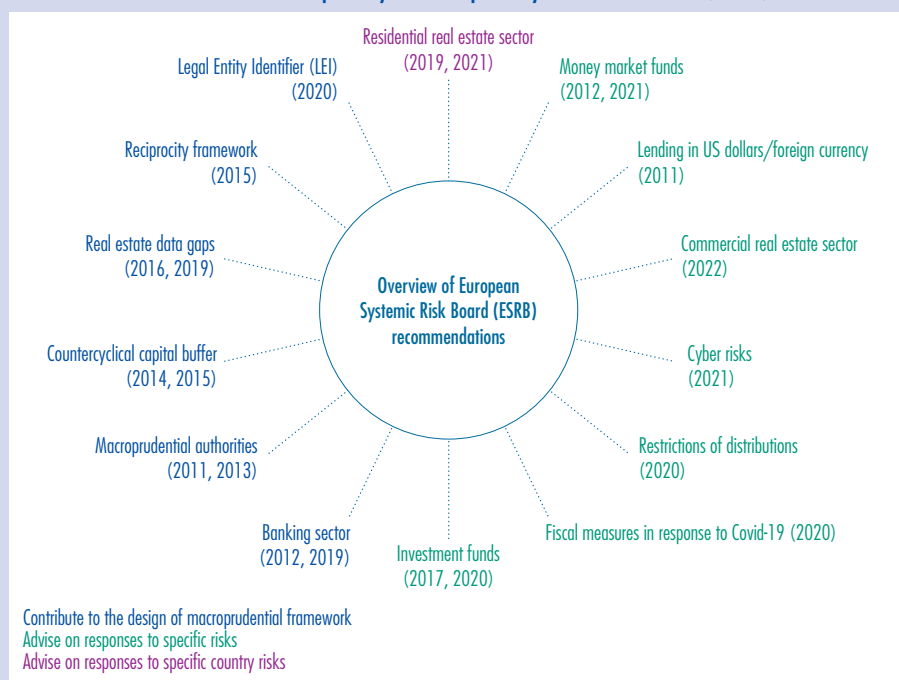 Residential real estate sector
(2019, 2021)
Legal Entity Identifier (LEI)
(2020)
Money market funds
(2012, 2021)
Reciprocity framework
(2015)
Lending in US dollars/foreign currency
(2011)
Real estate data gaps
(2016, 2019)
Commercial real estate sector
(2022)
Overview of European
Systemic Risk Board (ESRB)
recommendations
Countercyclical capital buffer
(2014, 2015)
Cyber risks
(2021)
Macroprudential authorities
(2011, 2013)
Restrictions of distributions
(2020)
Banking sector
(2012, 2019)
Fiscal measures in response to Covid-19 (2020)
Investment funds
(2017, 2020)
Contribute to the design of macroprudential framework
Advise on responses to specific risks
Advise on responses to specific country risks